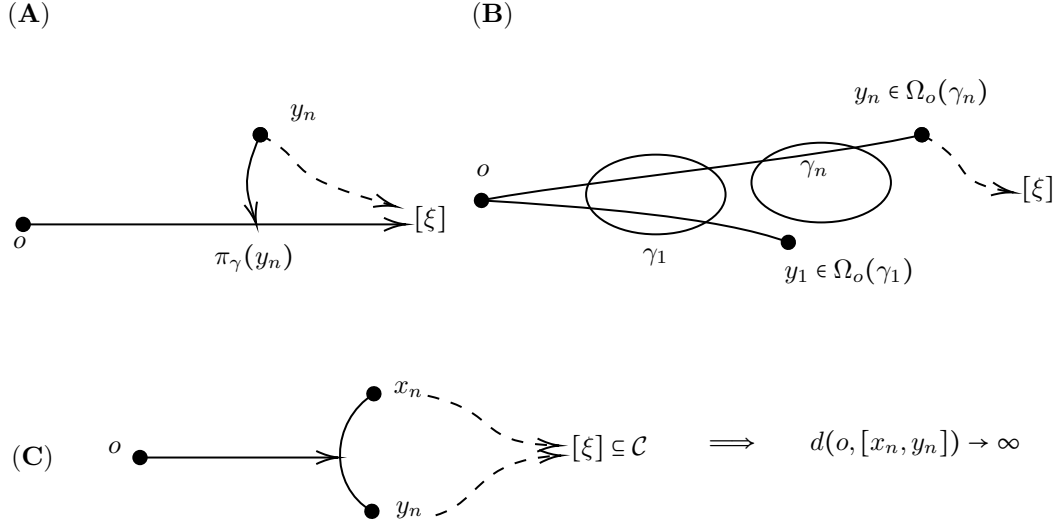 (A)
y_n
o
π_γ(y_n)
[ξ]
(B)
y_n ∈ Ω_o(γ_n)
o
γ_n
[ξ]
γ_1
y_1 ∈ Ω_o(γ_1)
(C)
x_n
o
[ξ] ⊆ 𝒞 ⟹ d(o, [x_n, y_n]) → ∞
y_n